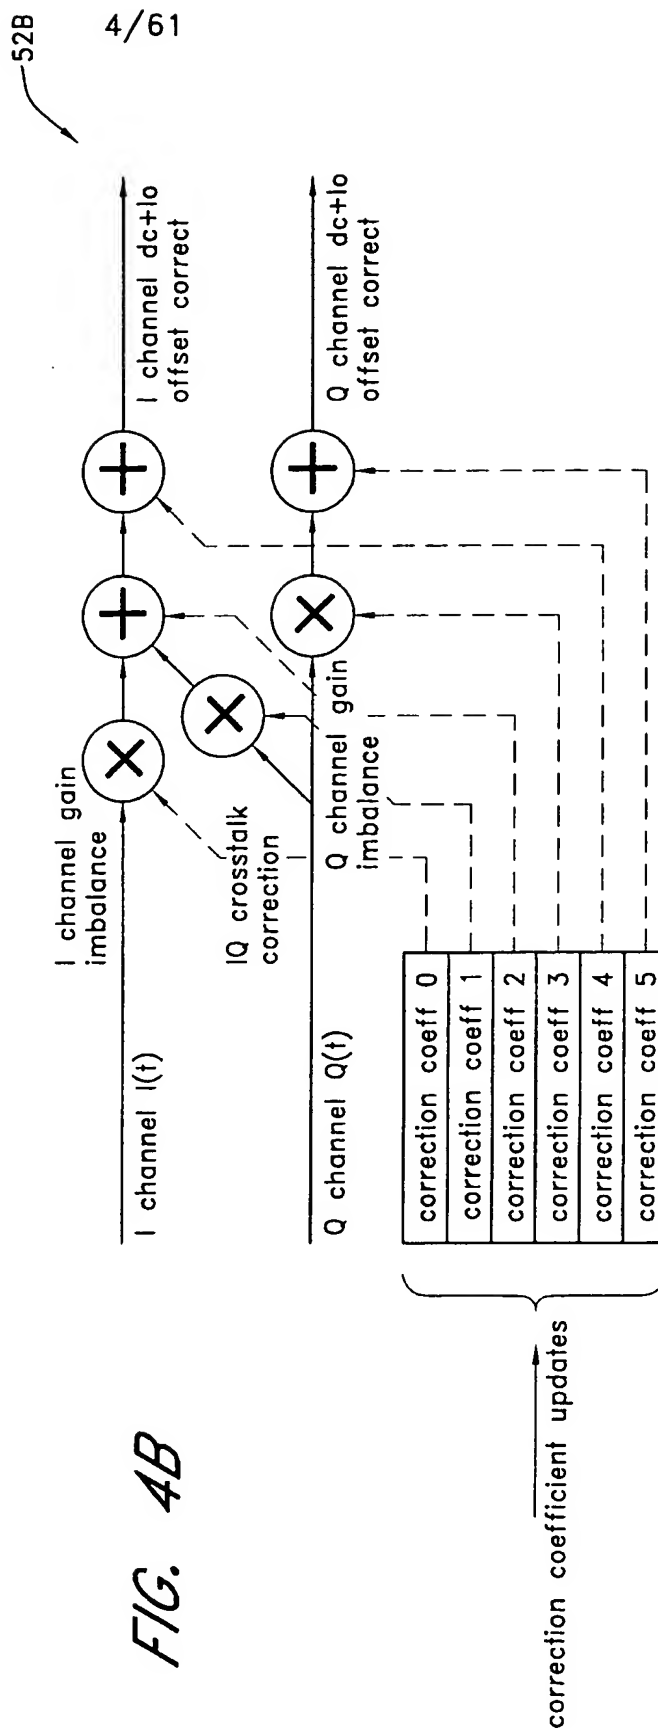 4/61
52B
I channel dc+lo
offset correct
Q channel dc+lo
offset correct
I channel gain
imbalance
IQ crosstalk
correction
Q channel gain
imbalance
I channel I(t)
Q channel Q(t)
correction coeff 0
correction coeff 1
correction coeff 2
correction coeff 3
correction coeff 4
correction coeff 5
correction coefficient updates
FIG. 4B